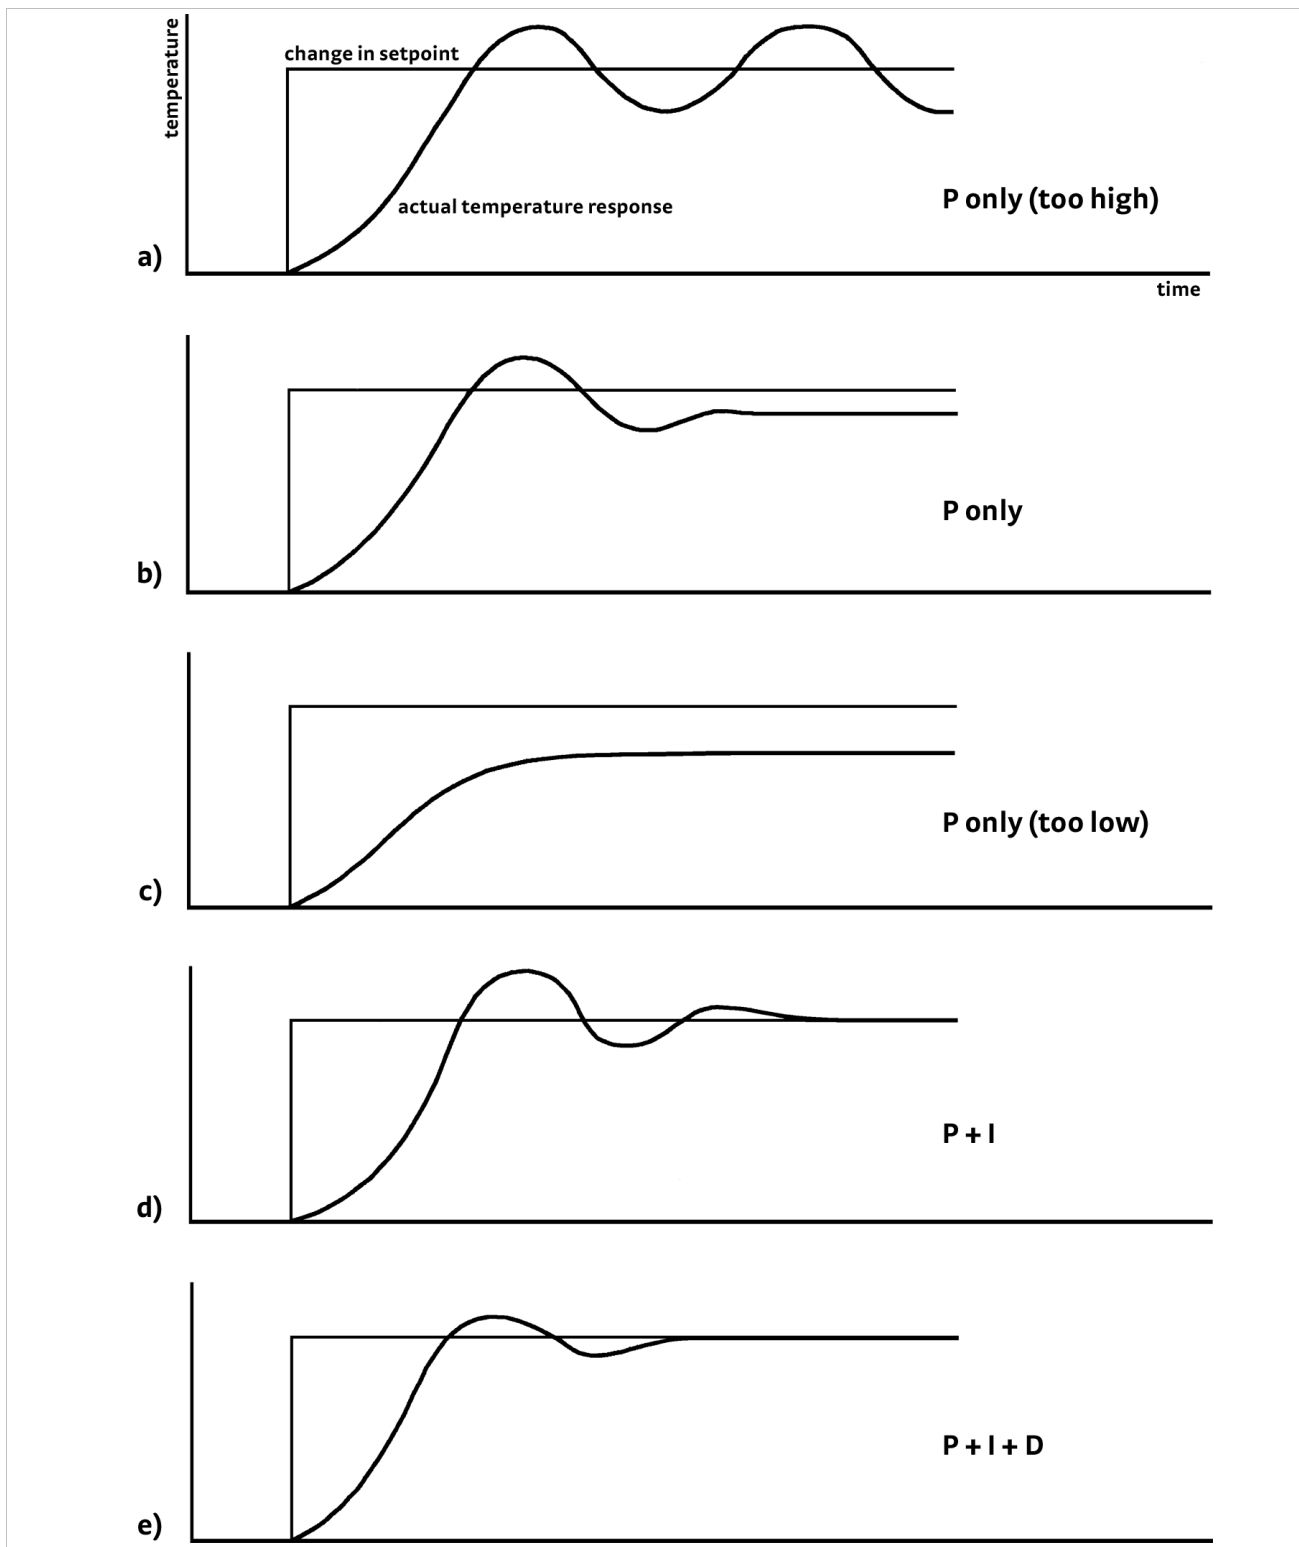 temperature
change in setpoint
actual temperature response
P only (too high)
a)
time
P only
b)
P only (too low)
c)
P + I
d)
P + I + D
e)